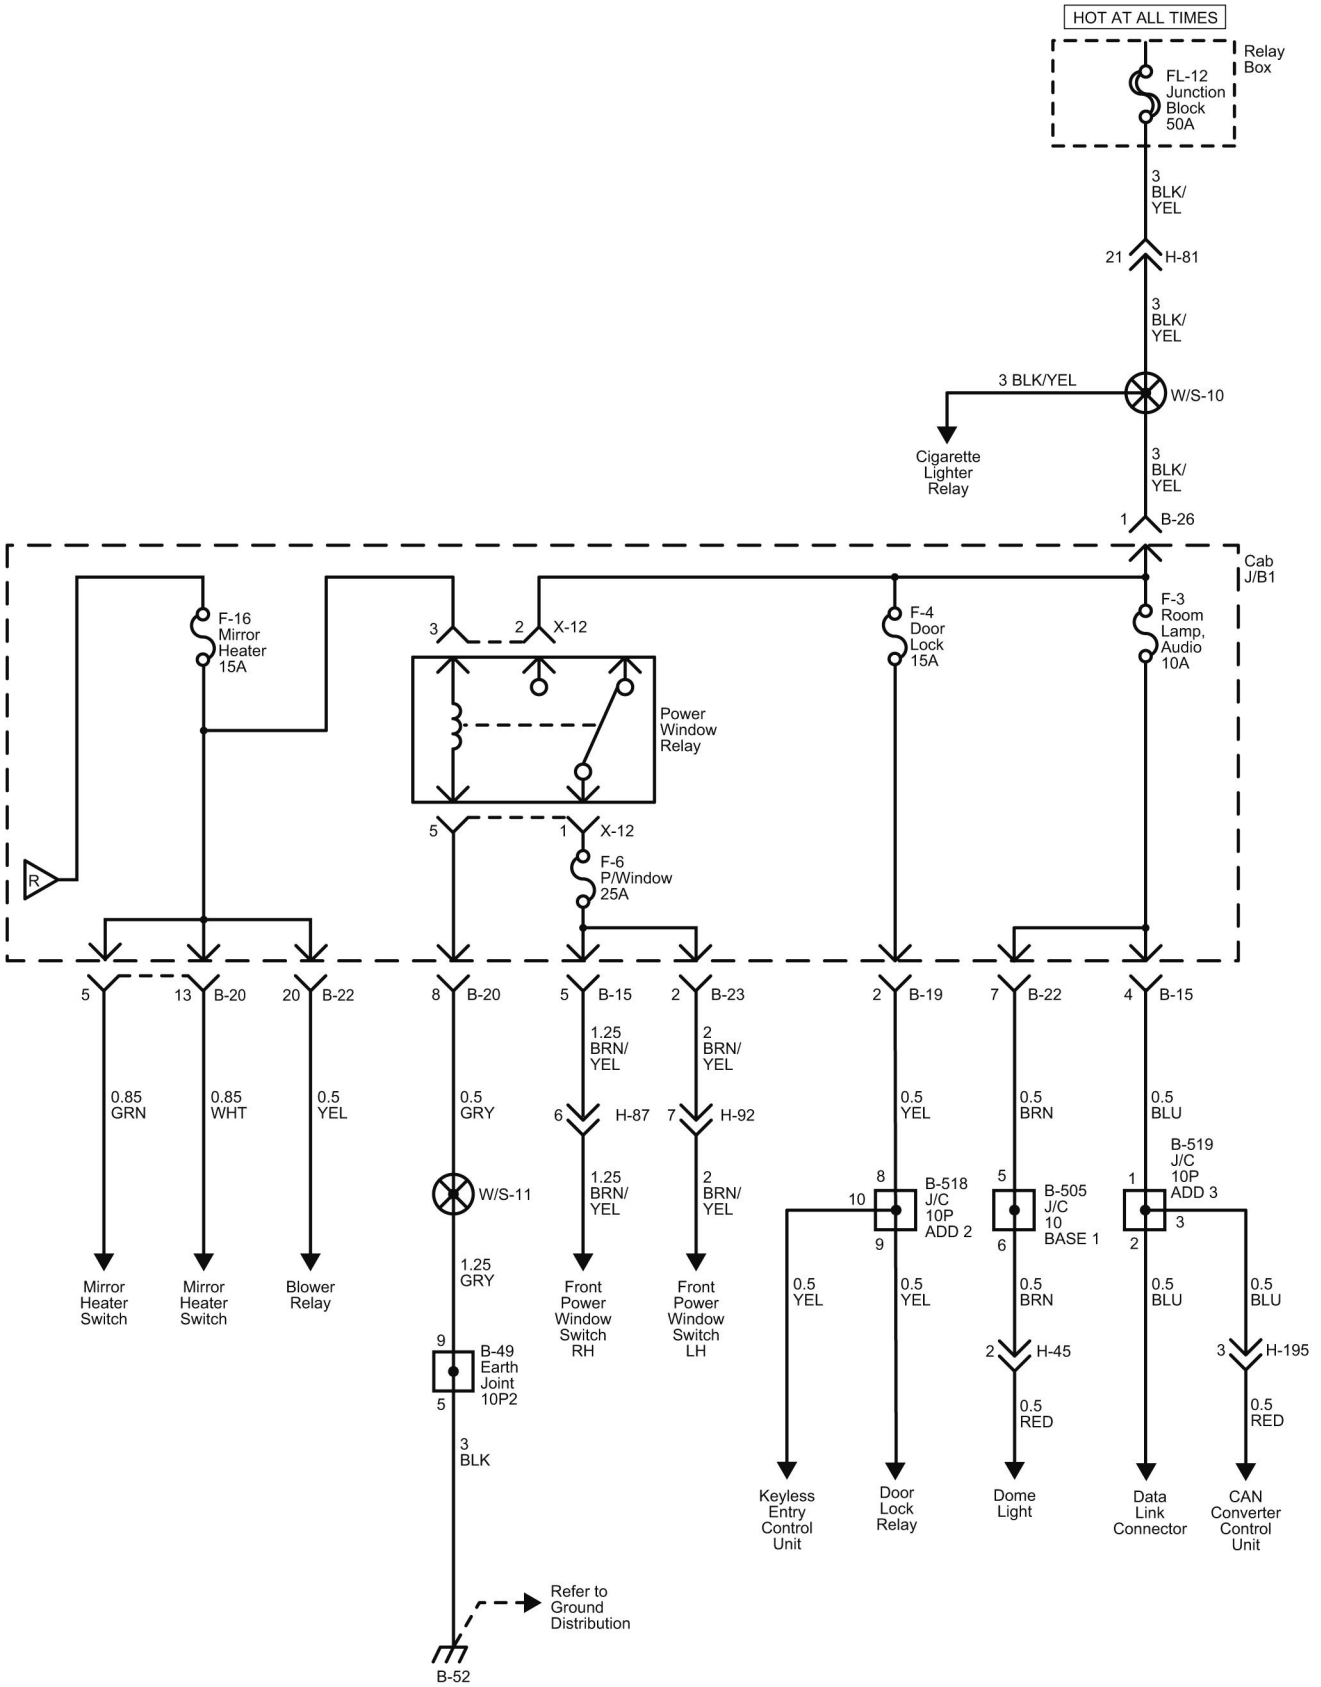 HOT AT ALL TIMES
Relay
Box
FL-12
Junction
Block
50A
3
BLK/
YEL
21
H-81
3
BLK/
YEL
3 BLK/YEL
W/S-10
Cigarette
Lighter
Relay
3
BLK/
YEL
1
B-26
Cab
J/B1
F-16
Mirror
Heater
15A
3
2
X-12
F-4
Door
Lock
15A
F-3
Room
Lamp,
Audio
10A
Power
Window
Relay
5
1
X-12
F-6
P/Window
25A
R
5
13
B-20
20
B-22
8
B-20
5
B-15
2
B-23
2
B-19
7
B-22
4
B-15
1.25
BRN/
YEL
2
BRN/
YEL
0.85
GRN
0.85
WHT
0.5
YEL
0.5
GRY
6
H-87
7
H-92
0.5
YEL
0.5
BRN
0.5
BLU
W/S-11
1.25
BRN/
YEL
2
BRN/
YEL
8
10
9
B-518
J/C
10P
ADD 2
5
6
B-505
J/C
10
BASE 1
1
2
3
B-519
J/C
10P
ADD 3
Mirror
Heater
Switch
Mirror
Heater
Switch
Blower
Relay
1.25
GRY
Front
Power
Window
Switch
RH
Front
Power
Window
Switch
LH
0.5
YEL
0.5
YEL
0.5
BRN
0.5
BLU
0.5
BLU
9
5
B-49
Earth
Joint
10P2
2
H-45
3
H-195
0.5
RED
0.5
RED
3
BLK
Keyless
Entry
Control
Unit
Door
Lock
Relay
Dome
Light
Data
Link
Connector
CAN
Converter
Control
Unit
Refer to
Ground
Distribution
B-52